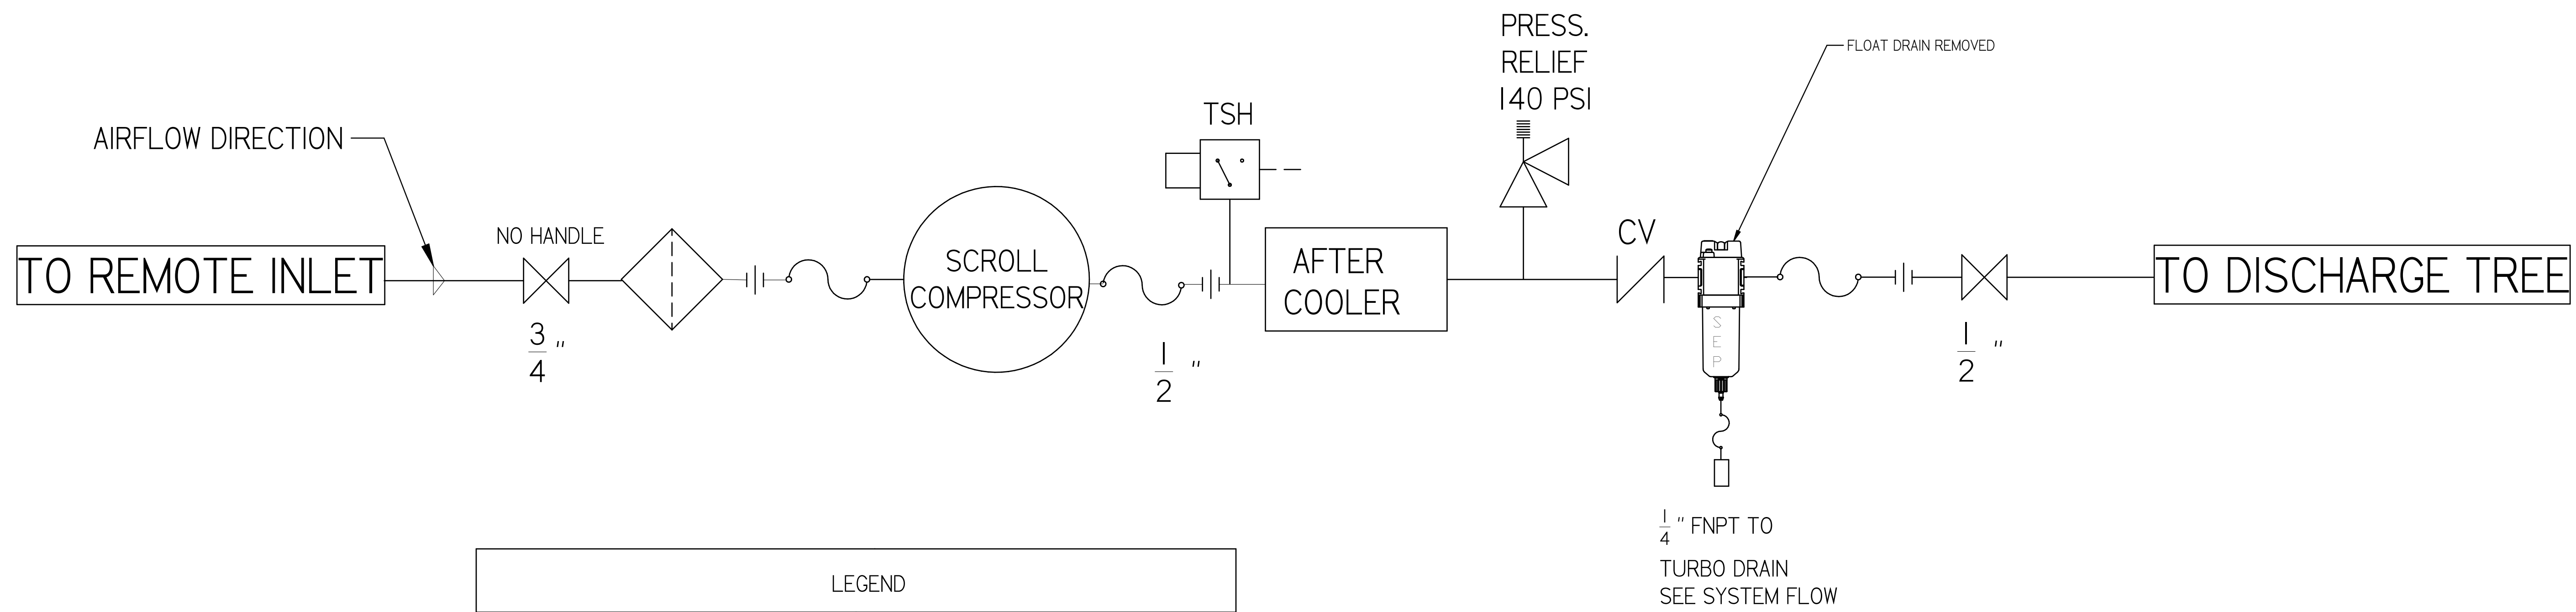 PRESS.
RELIEF
140 PSI
FLOAT DRAIN REMOVED
TSH
AIRFLOW DIRECTION
NO HANDLE
CV
TO REMOTE INLET
SCROLL
COMPRESSOR
AFTER
COOLER
TO DISCHARGE TREE
3/4 "
1/2 "
S
E
P
1/2 "
1/4 " FNPT TO
TURBO DRAIN
SEE SYSTEM FLOW
LEGEND